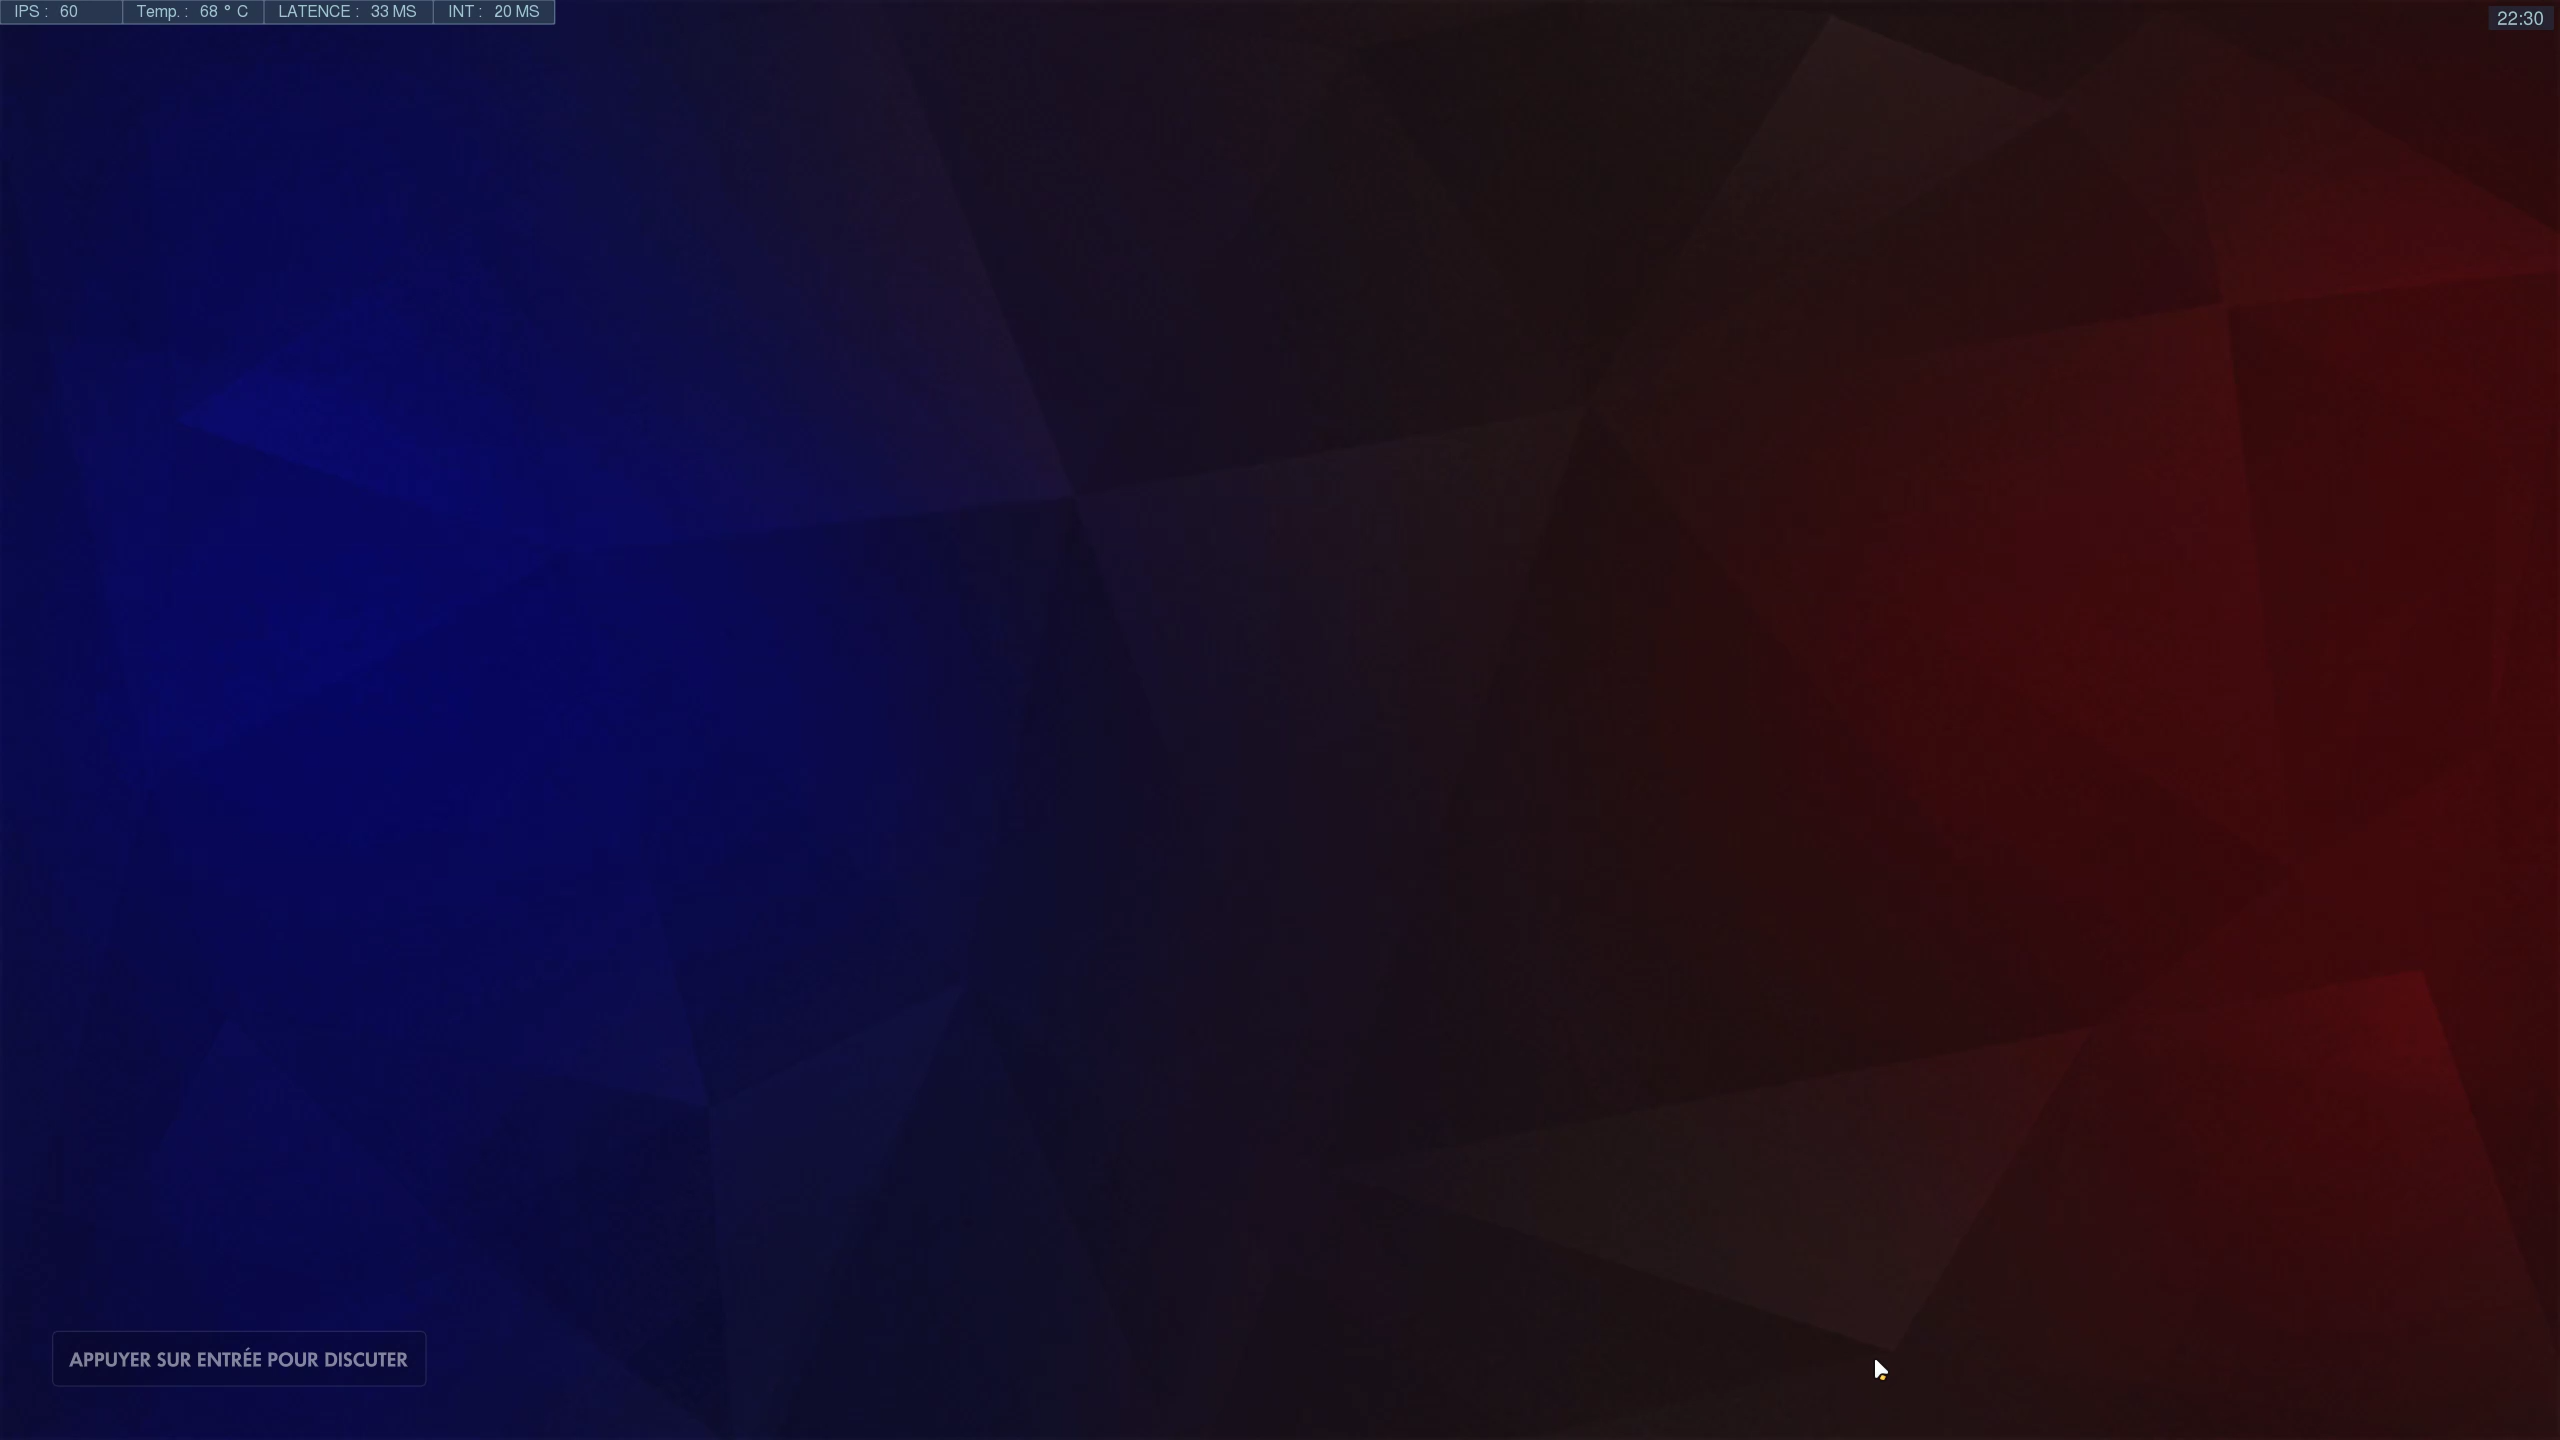 IPS : 60 Temp. : 68 ° C LATENCE : 33 MS INT : 20 MS
22:30
APPUYER SUR ENTRÉE POUR DISCUTER